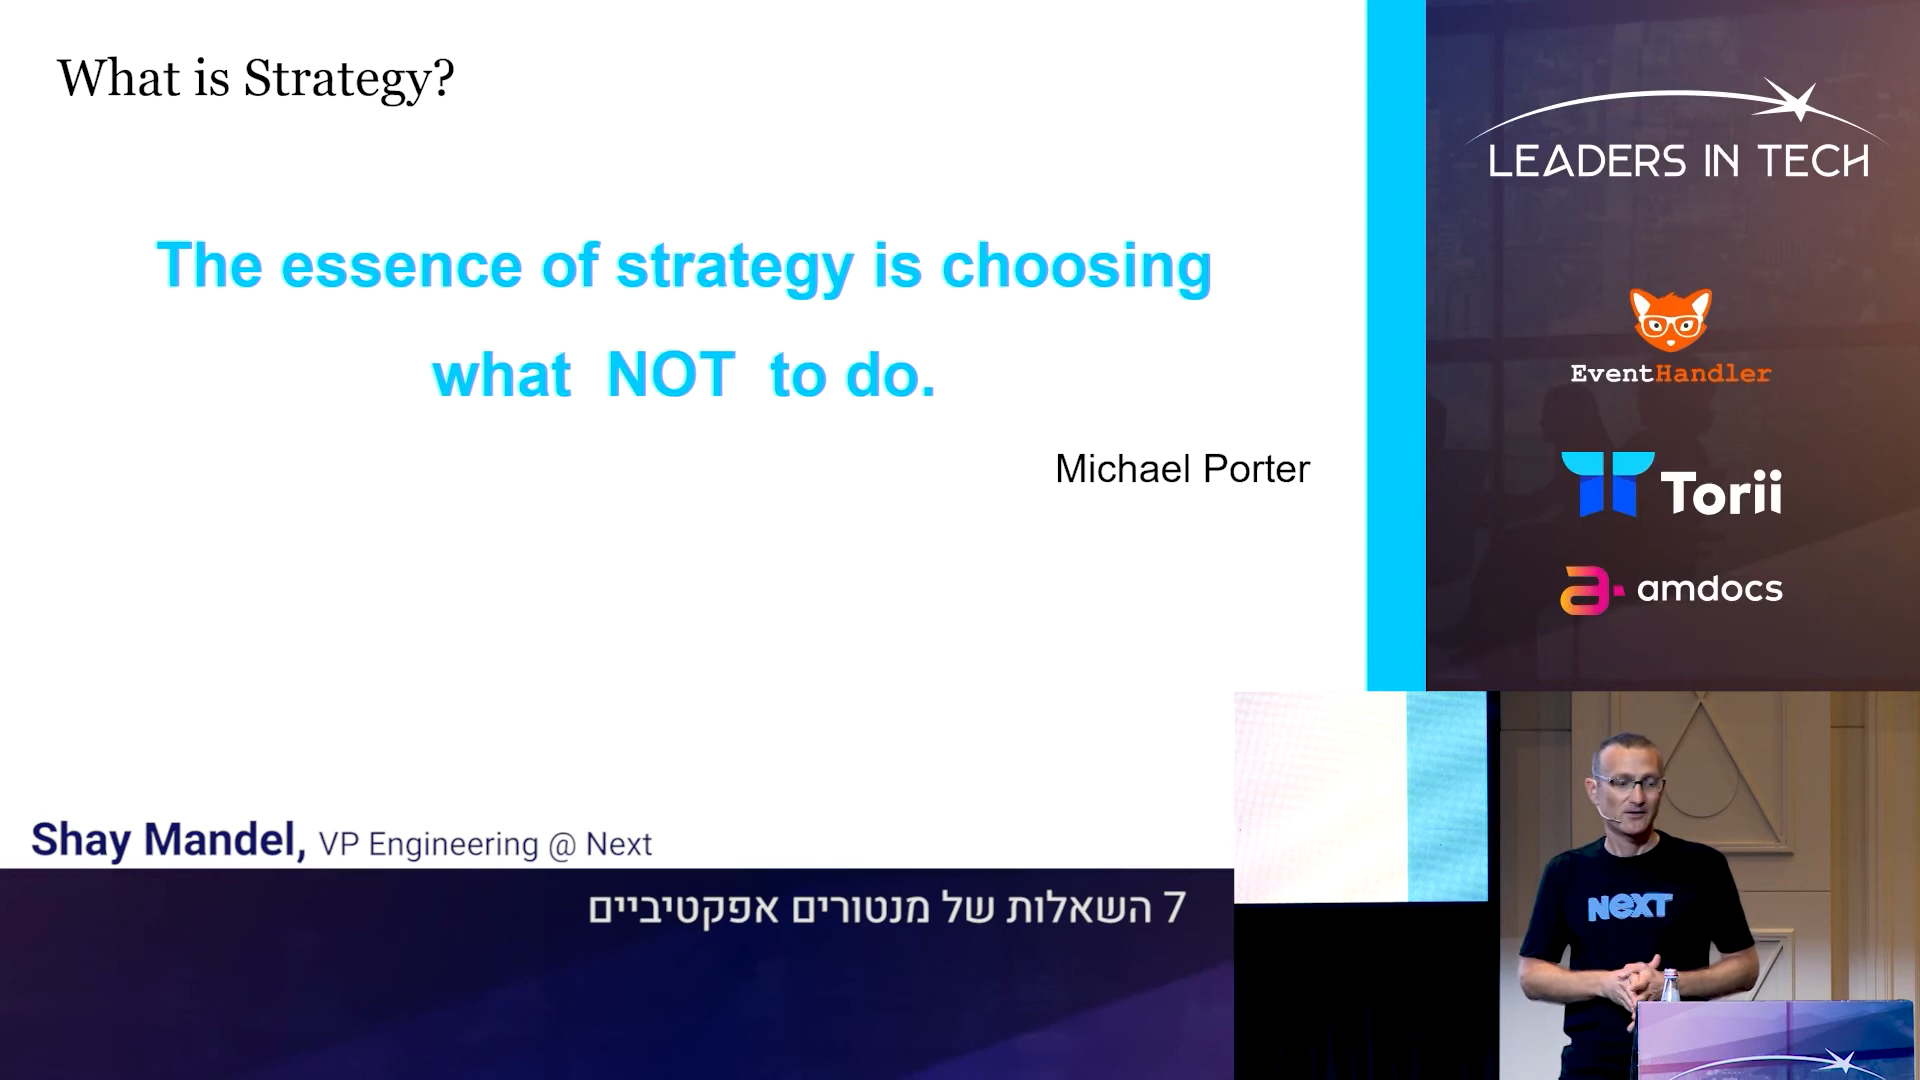 What is Strategy?
The essence of strategy is choosing
what NOT to do.
Michael Porter
Shay Mandel, VP Engineering @ Next
7 השאלות של מנטורים אפקטיביים
LEADERS IN TECH
EventHandler
Torii
amdocs
NEXT